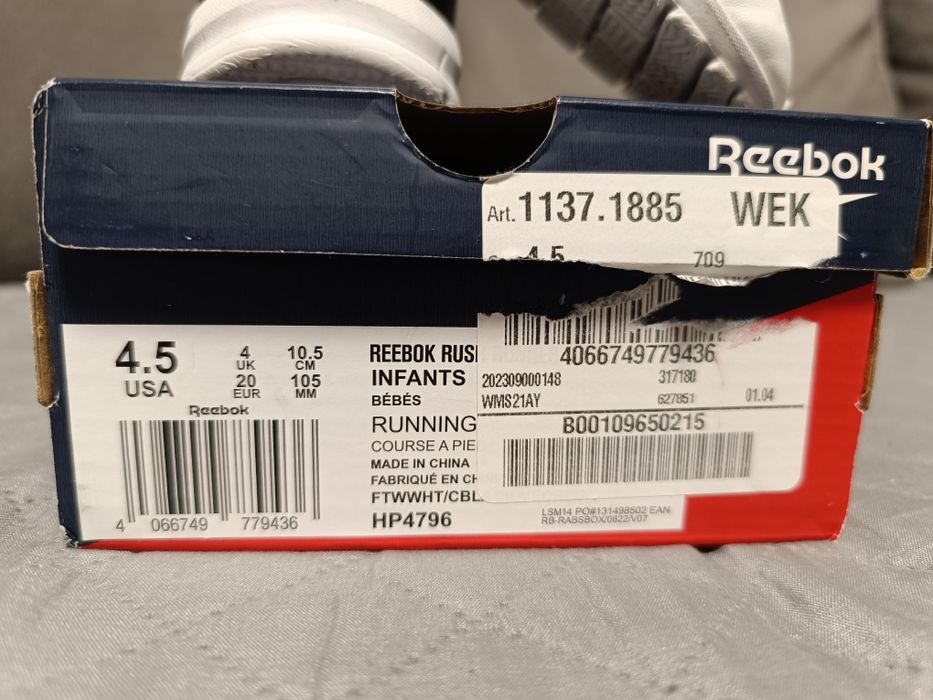 Reebok
Art. 1137.1885 WEK
4.5 709
4.5
USA
4
UK
10.5
CM
20
EUR
105
MM
Reebok
4 066749 779436
REEBOK RUS
INFANTS
BÉBÉS
RUNNING
COURSE A PIE
MADE IN CHINA
FABRIQUÉ EN CH
FTWWHT/CBL
HP4796
4066749779436
202309000148 317180
WMS21AY 627851 01.04
B00109650215
LSM14 PO#131498502 EAN
RB-RABSBOX/0822/V07